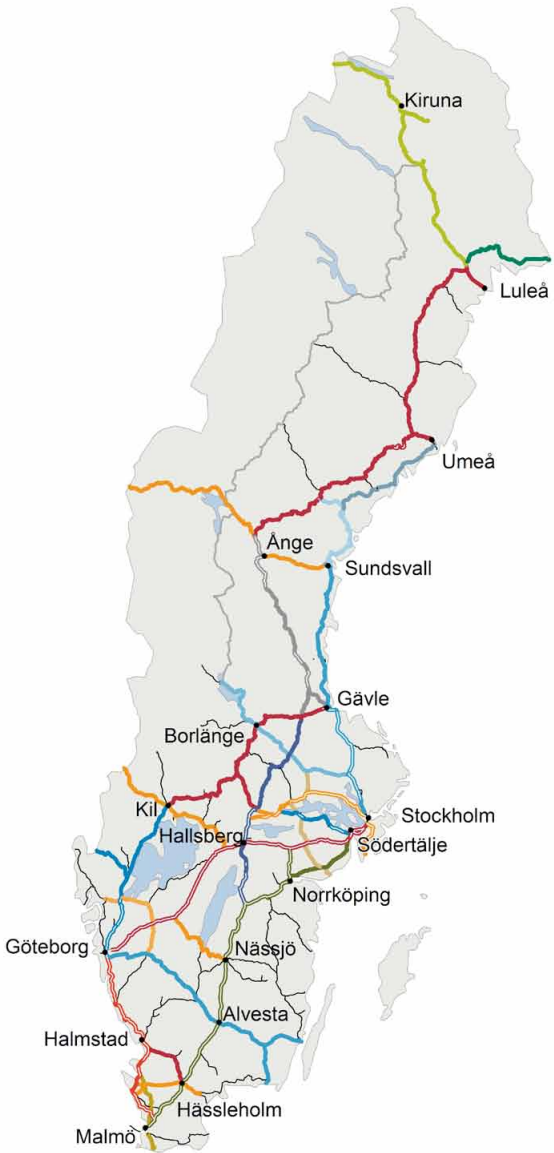 Kiruna
Luleå
Umeå
Ånge
Sundsvall
Gävle
Borlänge
Kil
Stockholm
Hallsberg
Södertälje
Norrköping
Göteborg
Nässjö
Alvesta
Halmstad
Hässleholm
Malmö